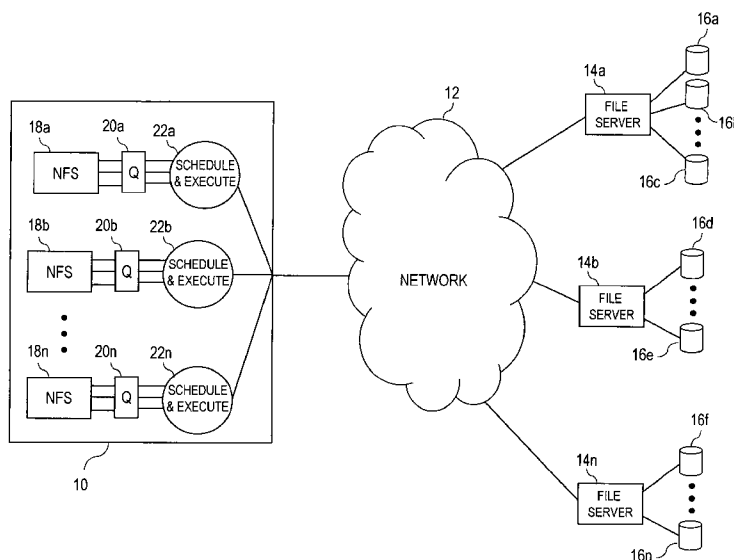 16a
14a
12
FILE
SERVER
16c
20a
22a
18a
NFS
Q
SCHEDULE
& EXECUTE
18b
20b
22b
NFS
Q
SCHEDULE
& EXECUTE
NETWORK
16d
14b
FILE
SERVER
16e
18n
20n
22n
NFS
Q
SCHEDULE
& EXECUTE
10
16f
14n
FILE
SERVER
16n